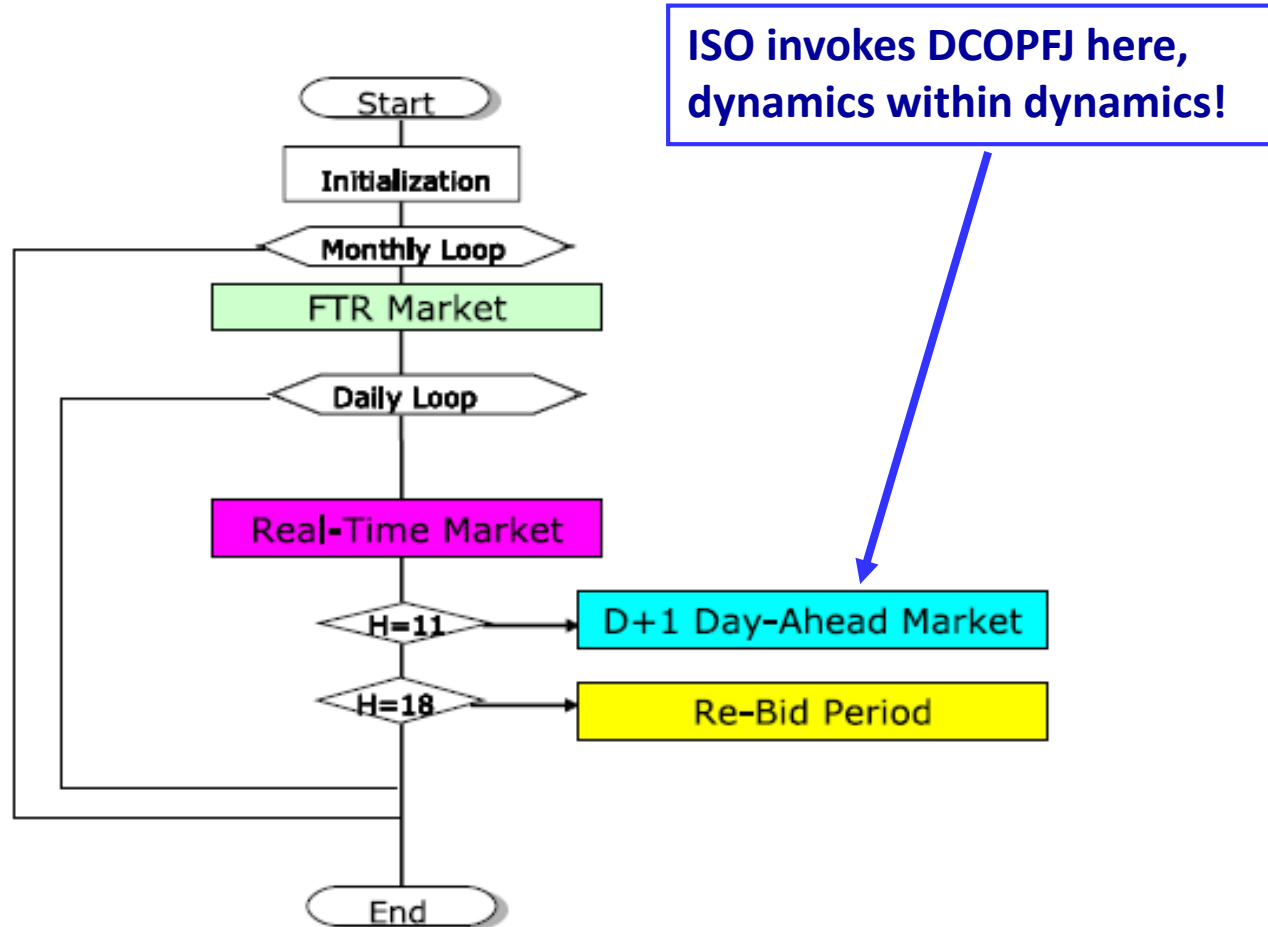 ISO invokes DCOPFJ here,
dynamics within dynamics!
Start
Initialization
Monthly Loop
FTR Market
Daily Loop
Real-Time Market
H=11
D+1 Day-Ahead Market
H=18
Re-Bid Period
End